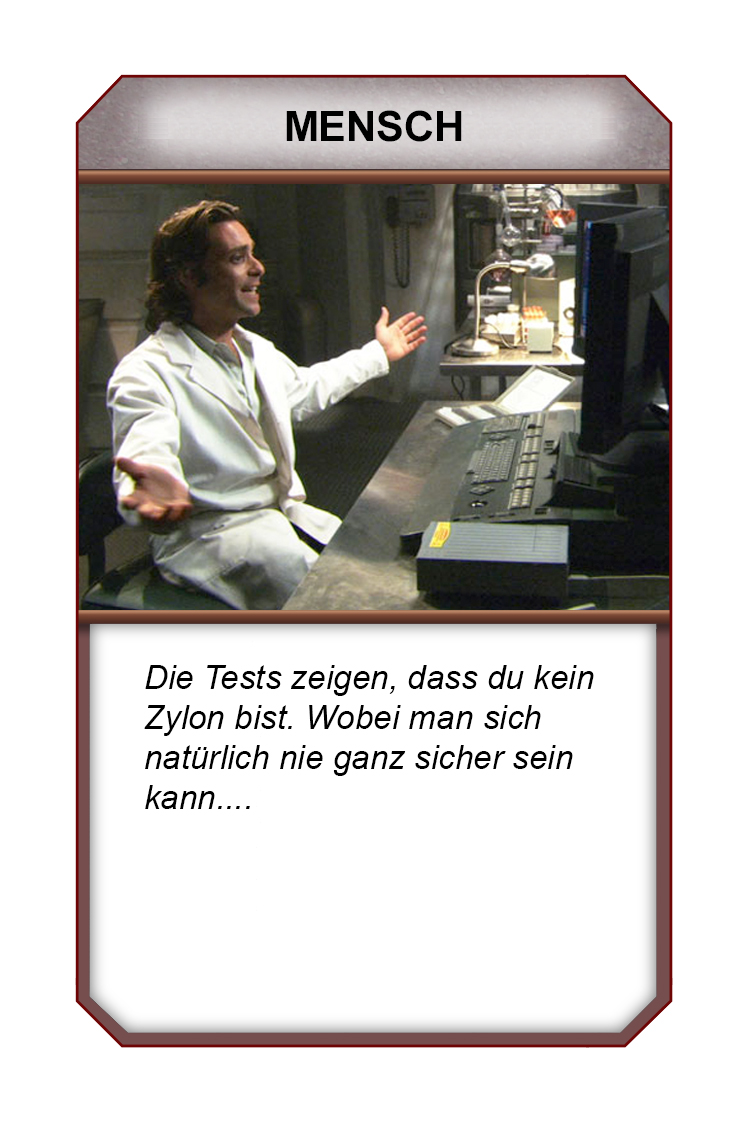 MENSCH
Die Tests zeigen, dass du kein
Zylon bist. Wobei man sich
natürlich nie ganz sicher sein
kann....